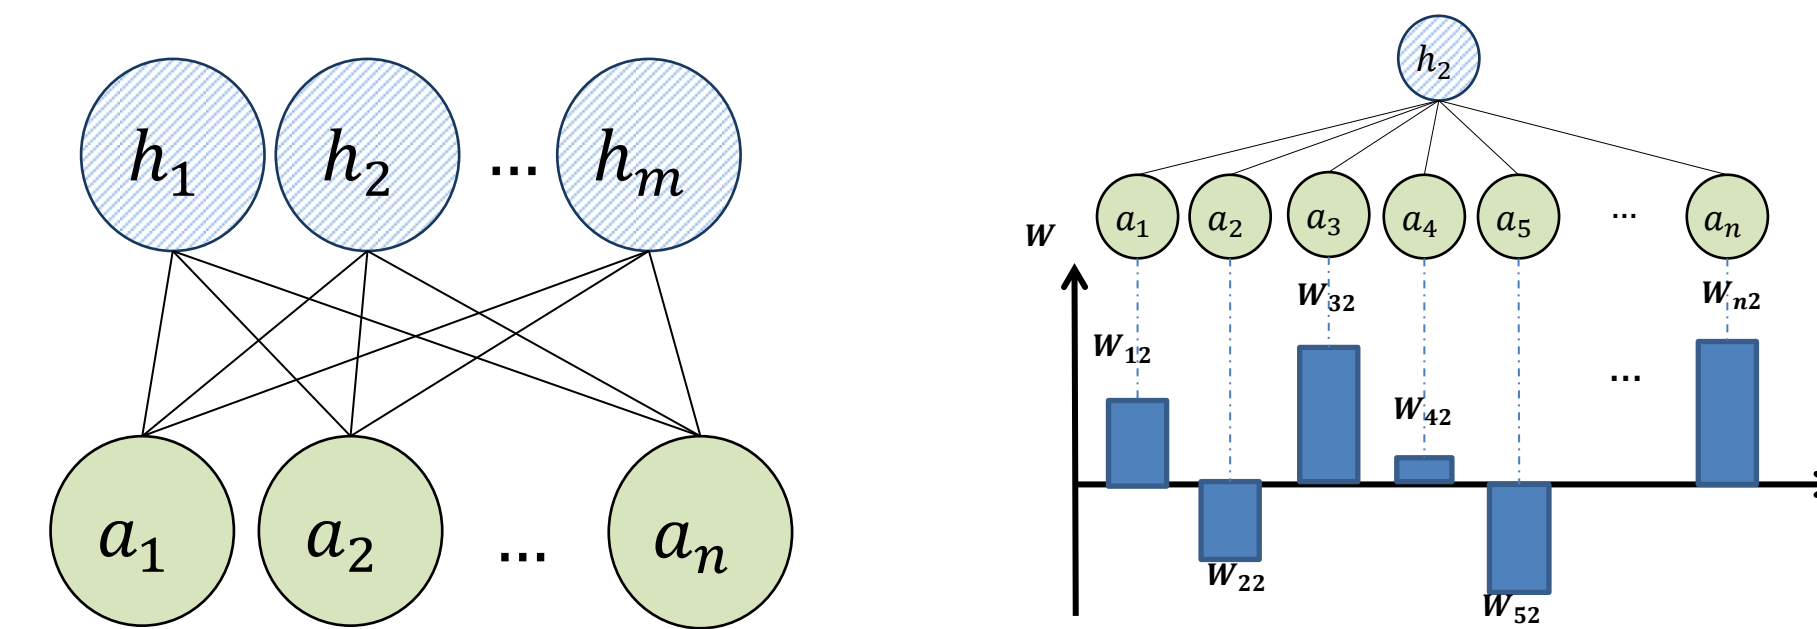 h₁ h₂ ... hₘ
a₁ a₂ ... aₙ
h₂
a₁ a₂ a₃ a₄ a₅ ... aₙ
W
W₃₂ Wₙ₂
W₁₂
...
W₄₂
W₂₂
W₅₂